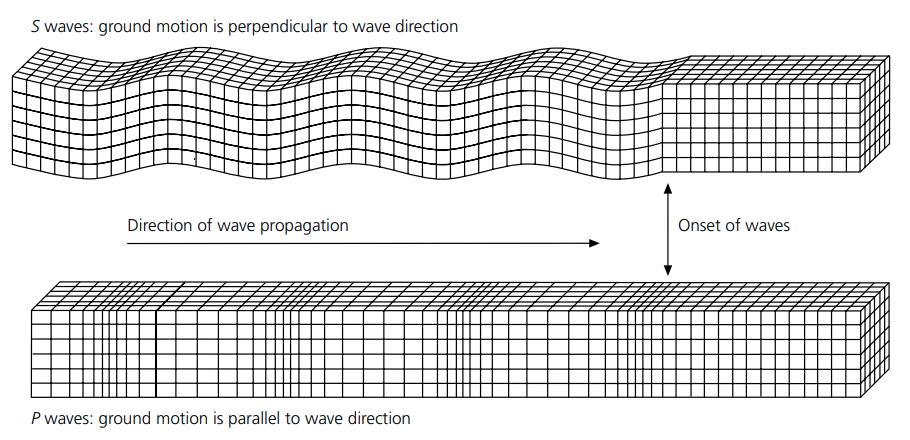 S waves: ground motion is perpendicular to wave direction
Direction of wave propagation
Onset of waves
P waves: ground motion is parallel to wave direction